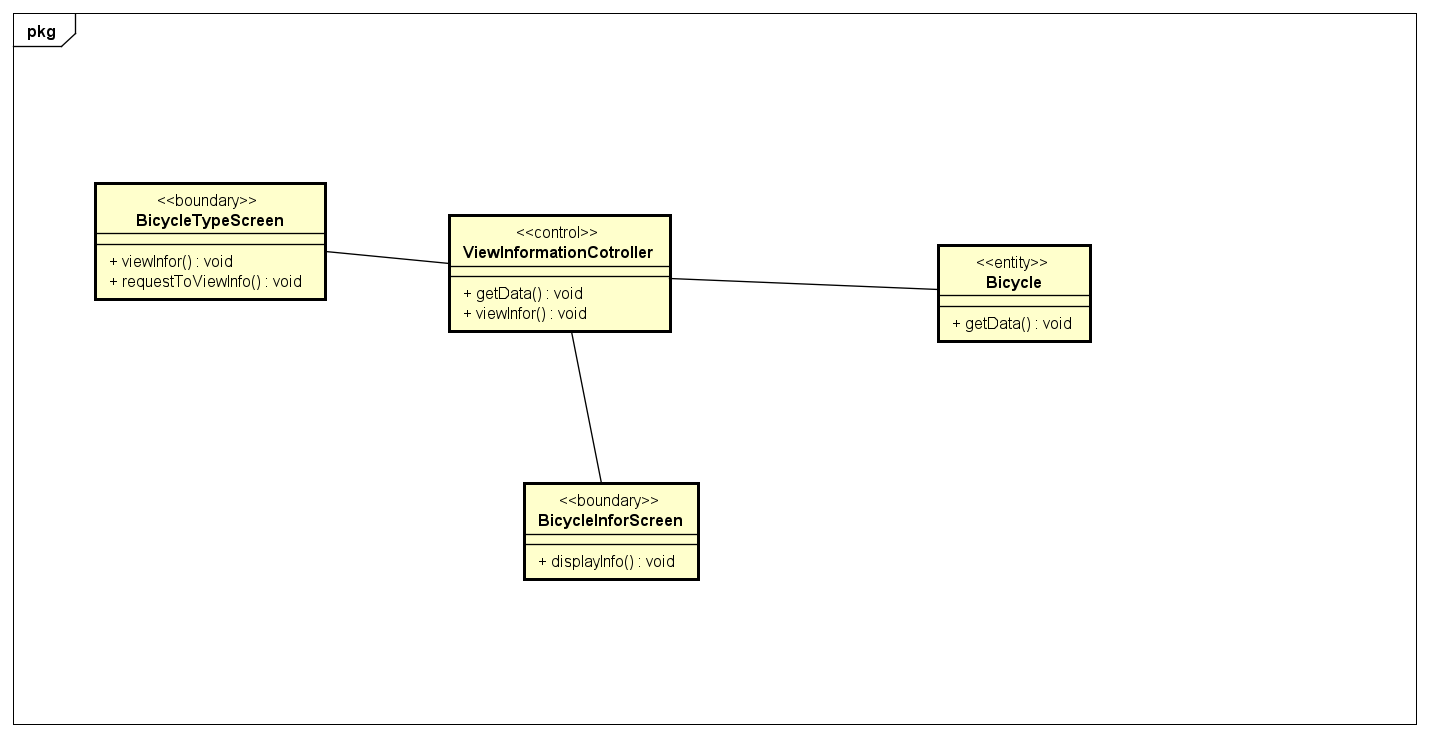 pkg
<<boundary>>
BicycleTypeScreen
+ viewInfor() : void
+ requestToViewInfo() : void
<<control>>
ViewInformationCotroller
+ getData() : void
+ viewInfor() : void
<<entity>>
Bicycle
+ getData() : void
<<boundary>>
BicycleInforScreen
+ displayInfo() : void